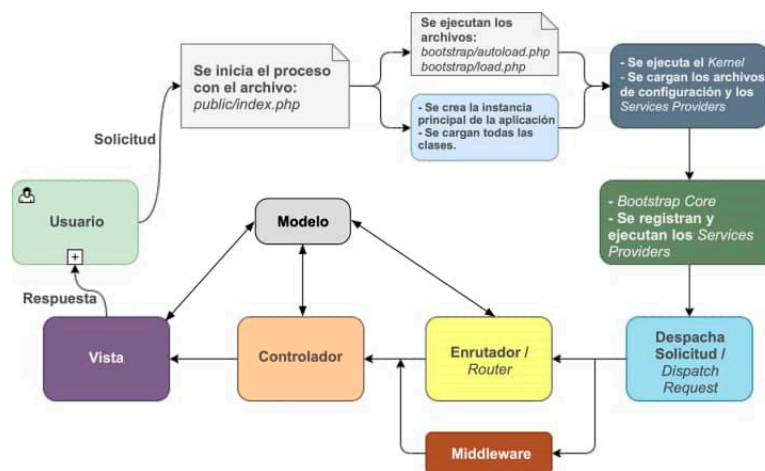 Se inicia el proceso
con el archivo:
public/index.php
Se ejecutan los
archivos:
bootstrap/autoload.php
bootstrap/load.php
- Se crea la instancia
principal de la aplicación
- Se cargan todas las
clases.
- Se ejecuta el Kernel
- Se cargan los archivos
de configuración y los
Services Providers
Solicitud
Usuario
Modelo
- Bootstrap Core
- Se registran y
ejecutan los Services
Providers
Respuesta
Vista
Controlador
Enrutador /
Router
Despacha
Solicitud /
Dispatch
Request
Middleware